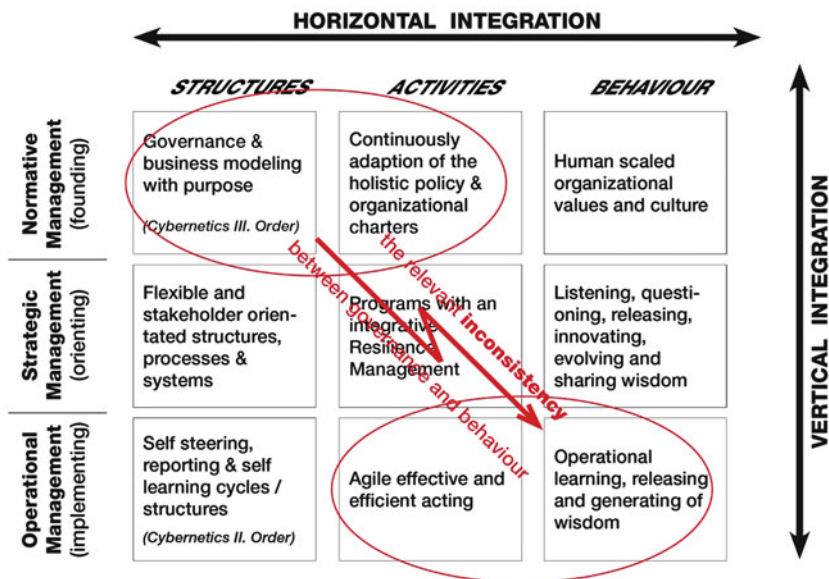 HORIZONTAL INTEGRATION
STRUCTURES
ACTIVITIES
BEHAVIOUR
Normative
Management
(founding)
Governance &
business modeling
with purpose
(Cybernetics III. Order)
Continuously
adaption of the
holistic policy &
organizational
charters
Human scaled
organizational
values and culture
Strategic
Management
(orienting)
Flexible and
stakeholder orien-
tated structures,
processes &
systems
Programs with an
integrative
Resilience
Management
Listening, questi-
oning, releasing,
innovating,
evolving and
sharing wisdom
Operational
Management
(implementing)
Self steering,
reporting & self
learning cycles /
structures
(Cybernetics II. Order)
Agile effective and
efficient acting
Operational
learning, releasing
and generating of
wisdom
the relevant inconsistency
between governance and behaviour
VERTICAL INTEGRATION